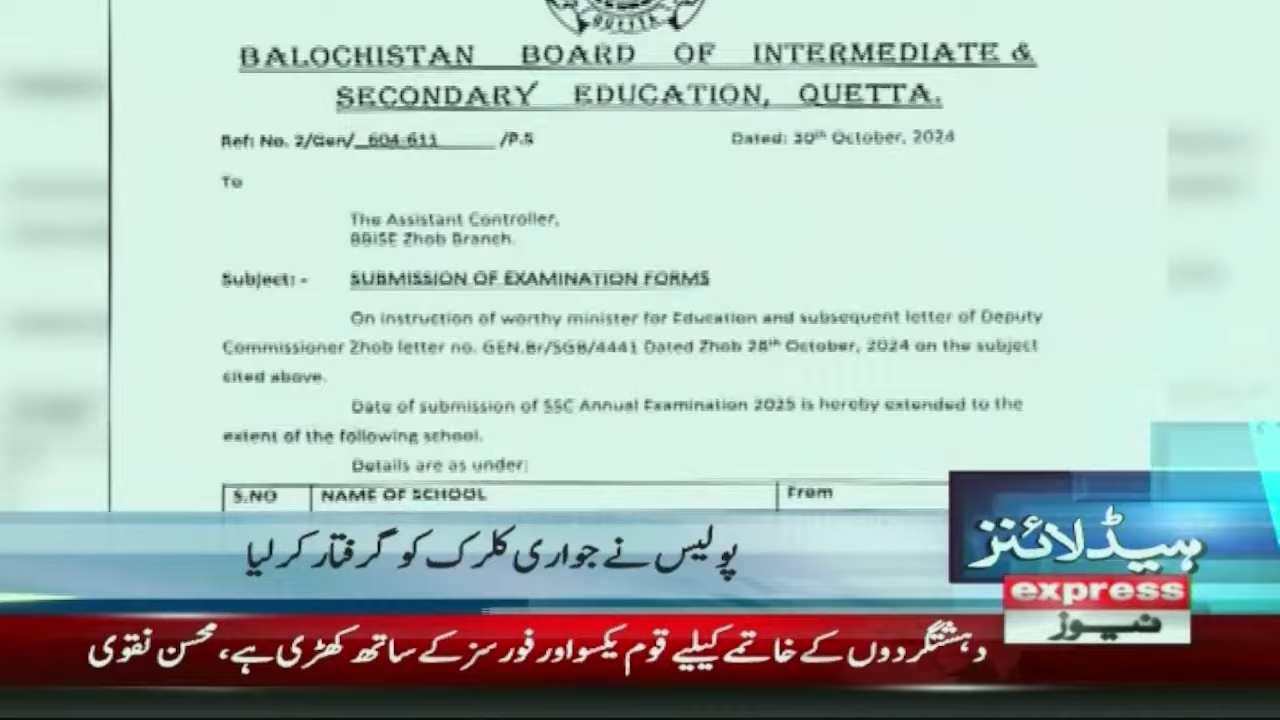 QUETTA
BALOCHISTAN BOARD OF INTERMEDIATE &
SECONDARY EDUCATION, QUETTA.
Ref: No. 2/Gen/ 604-611 /P.S Dated: 30th October, 2024
To
The Assistant Controller,
BBISE Zhob Branch.
Subject: - SUBMISSION OF EXAMINATION FORMS
On instruction of worthy minister for Education and subsequent letter of Deputy
Commissioner Zhob letter no. GEN.Br/SGB/4441 Dated Zhob 28th October, 2024 on the subject
cited above.
Date of submission of SSC Annual Examination 2025 is hereby extended to the
extent of the following school.
Details are as under:
S.NO NAME OF SCHOOL From
ہیڈلائنز
پولیس نے جواری کلرک کو گرفتار کر لیا
express
نیوز
دہشتگردوں کے خاتمے کیلیے قوم یکسو اور فورسز کے ساتھ کھڑی ہے، محسن نقوی